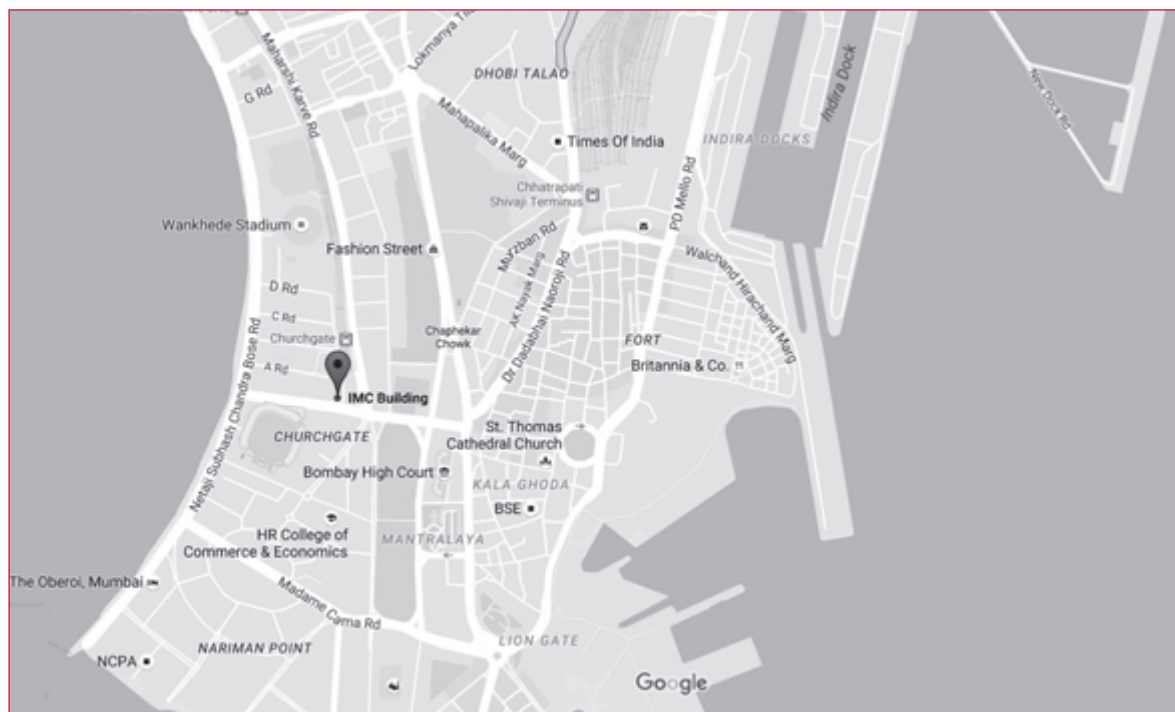 Lokmanya
Maharshi Karve Rd
G Rd
DHOBI TALAO
Mahapalika Marg
Times Of India
INDIRA DOCKS
Indira Dock
New Dock Rd
Chhatrapati
Shivaji Terminus
PD Mello Rd
Wankhede Stadium
Fashion Street
Murzban Rd
AK Nayak Marg
Walchand Hirachand Marg
D Rd
C Rd
Churchgate
A Rd
Chaphekar
Chowk
Dr Dadabhai Naoroji Rd
FORT
Britannia & Co.
IMC Building
Netaji Subhash Chandra Bose Rd
CHURCHGATE
St. Thomas
Cathedral Church
Bombay High Court
KALA GHODA
BSE
HR College of
Commerce & Economics
MANTRALAYA
The Oberoi, Mumbai
Madame Cama Rd
NARIMAN POINT
LION GATE
NCPA
Google